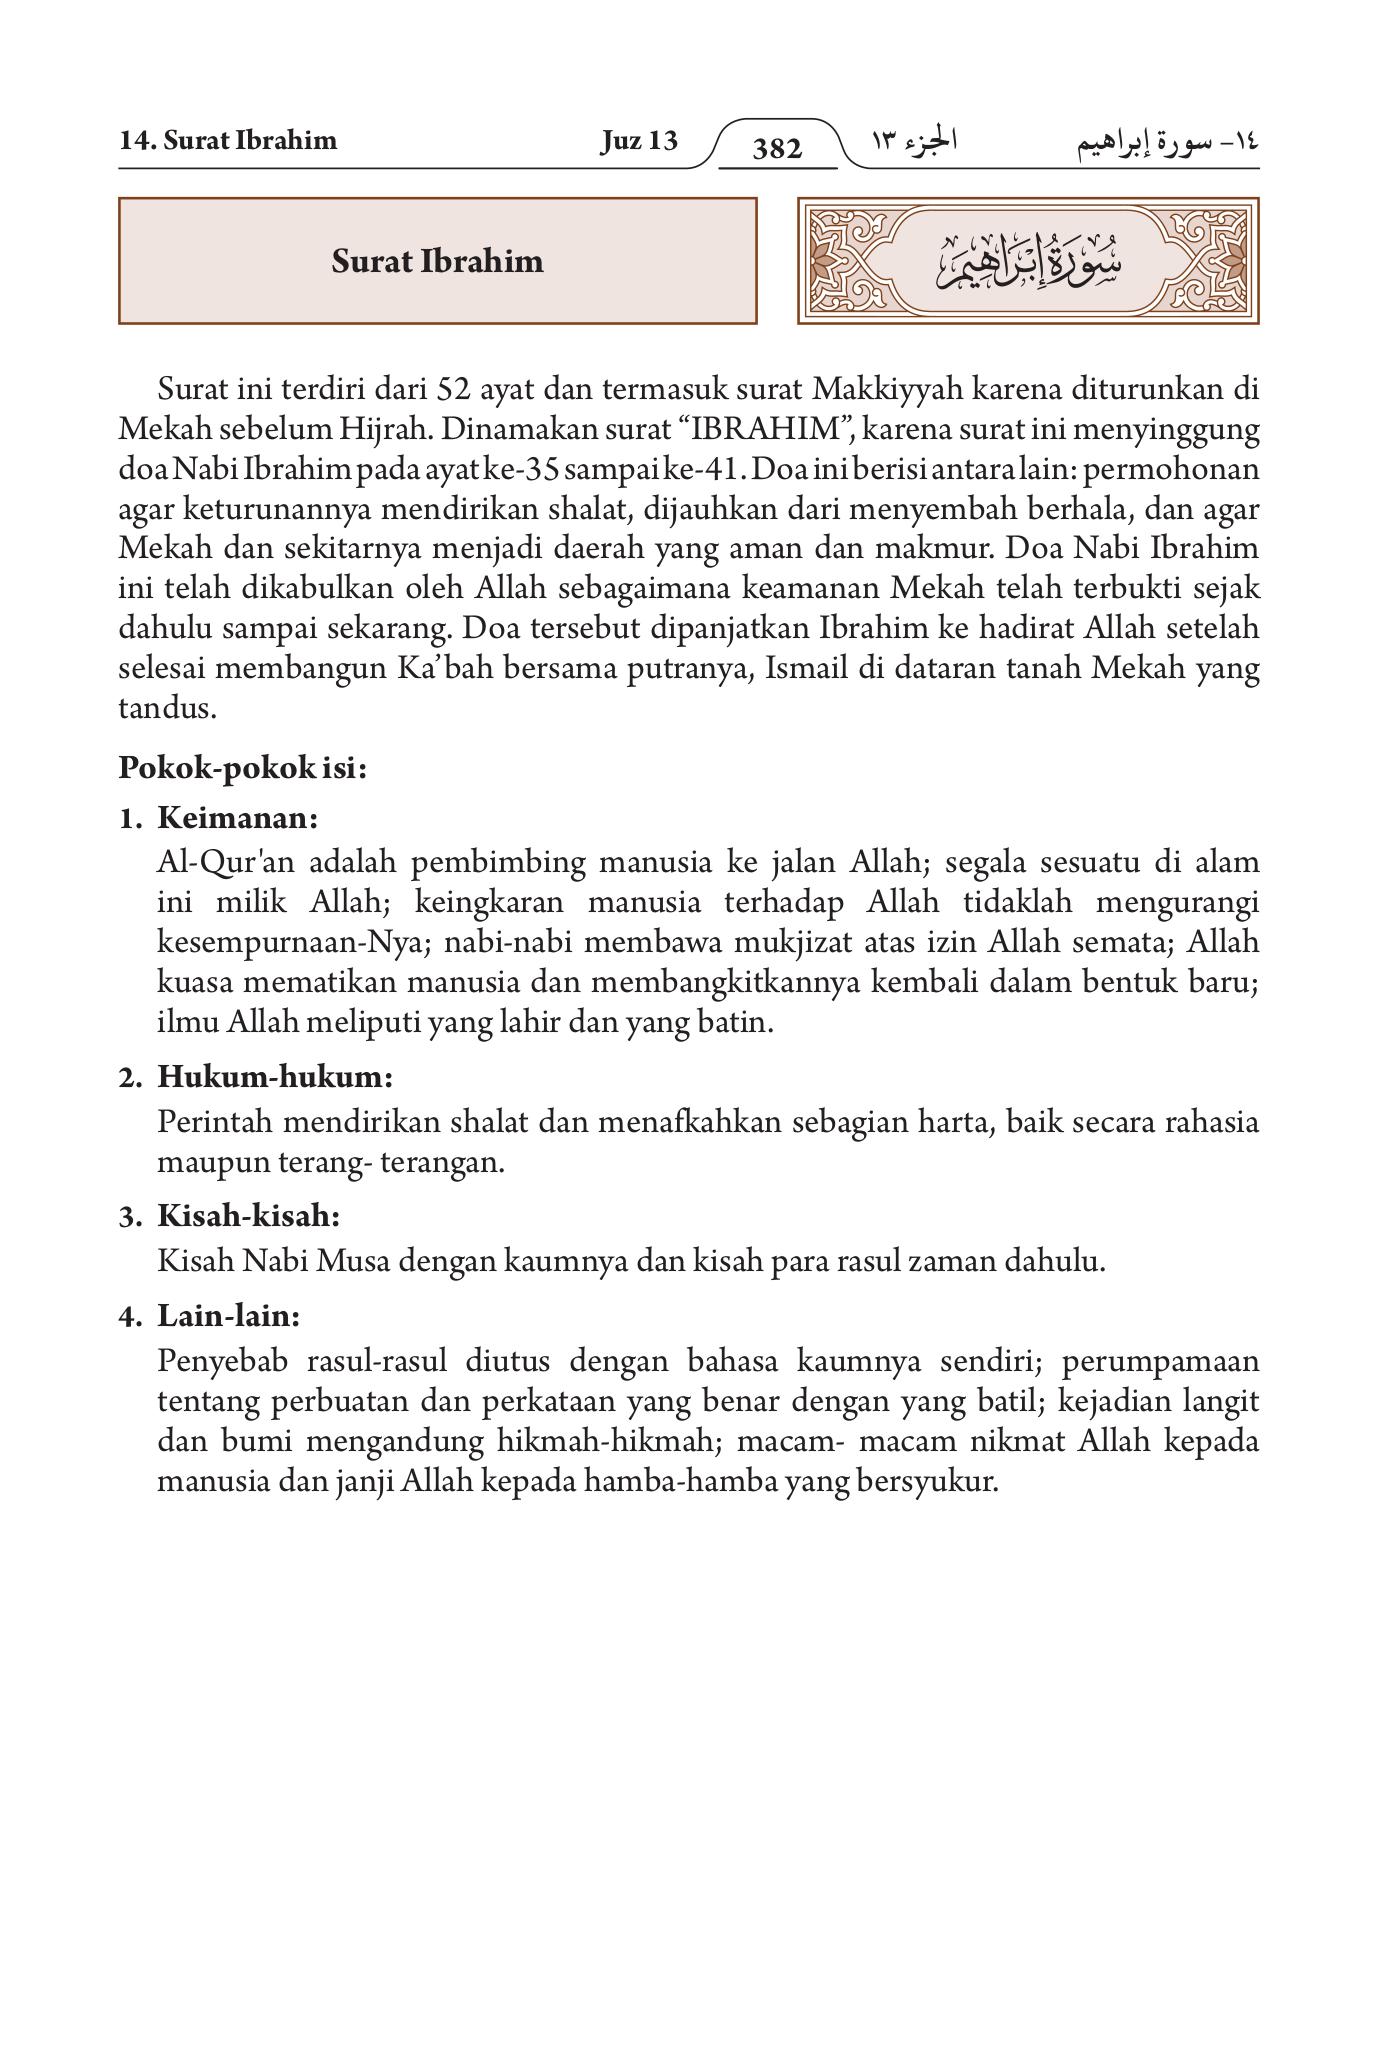 14. Surat Ibrahim Juz 13 382 الجزء ١٣ ١٤- سورة إبراهيم
Surat Ibrahim سُورَةُ إِبْرَاهِيمَ
Surat ini terdiri dari 52 ayat dan termasuk surat Makkiyyah karena diturunkan di
Mekah sebelum Hijrah. Dinamakan surat “IBRAHIM”, karena surat ini menyinggung
doa Nabi Ibrahim pada ayat ke-35 sampai ke-41. Doa ini berisi antara lain: permohonan
agar keturunannya mendirikan shalat, dijauhkan dari menyembah berhala, dan agar
Mekah dan sekitarnya menjadi daerah yang aman dan makmur. Doa Nabi Ibrahim
ini telah dikabulkan oleh Allah sebagaimana keamanan Mekah telah terbukti sejak
dahulu sampai sekarang. Doa tersebut dipanjatkan Ibrahim ke hadirat Allah setelah
selesai membangun Ka’bah bersama putranya, Ismail di dataran tanah Mekah yang
tandus.
Pokok-pokok isi:
1. Keimanan:
Al-Qur'an adalah pembimbing manusia ke jalan Allah; segala sesuatu di alam
ini milik Allah; keingkaran manusia terhadap Allah tidaklah mengurangi
kesempurnaan-Nya; nabi-nabi membawa mukjizat atas izin Allah semata; Allah
kuasa mematikan manusia dan membangkitkannya kembali dalam bentuk baru;
ilmu Allah meliputi yang lahir dan yang batin.
2. Hukum-hukum:
Perintah mendirikan shalat dan menafkahkan sebagian harta, baik secara rahasia
maupun terang- terangan.
3. Kisah-kisah:
Kisah Nabi Musa dengan kaumnya dan kisah para rasul zaman dahulu.
4. Lain-lain:
Penyebab rasul-rasul diutus dengan bahasa kaumnya sendiri; perumpamaan
tentang perbuatan dan perkataan yang benar dengan yang batil; kejadian langit
dan bumi mengandung hikmah-hikmah; macam- macam nikmat Allah kepada
manusia dan janji Allah kepada hamba-hamba yang bersyukur.